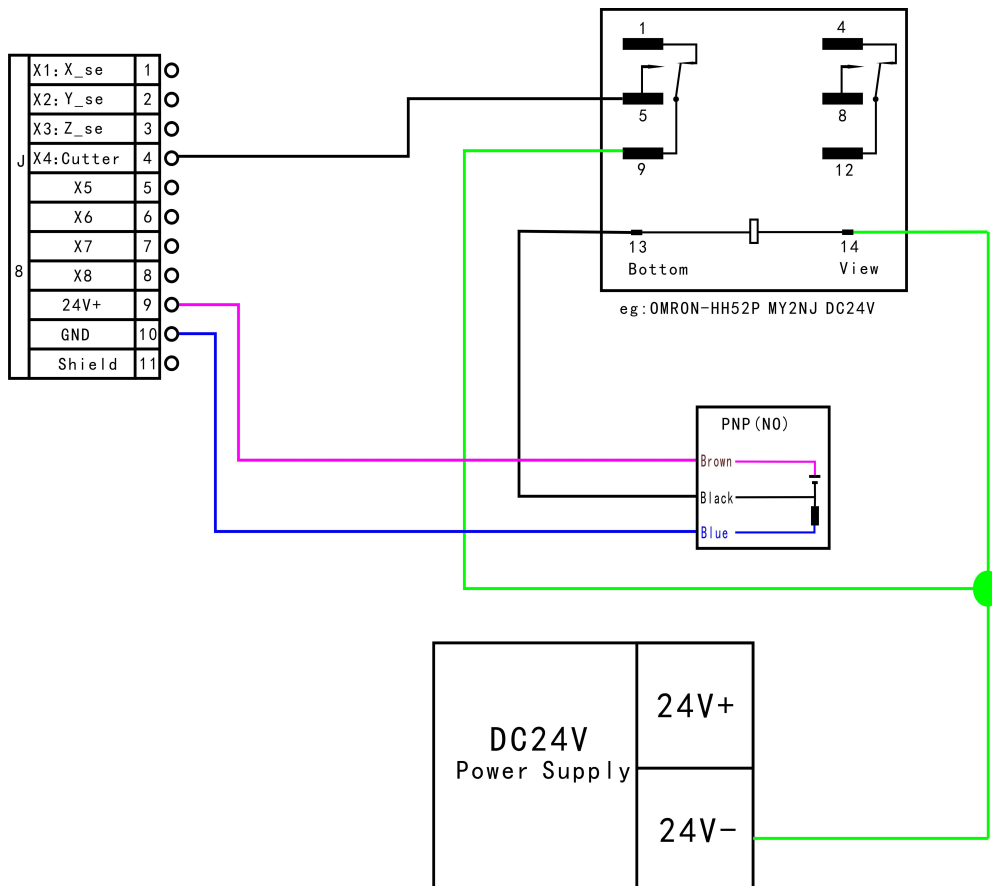 J 8
X1: X_se 1
X2: Y_se 2
X3: Z_se 3
X4:Cutter 4
X5 5
X6 6
X7 7
X8 8
24V+ 9
GND 10
Shield 11
1 4
5 8
9 12
13 14
Bottom View
eg:OMRON-HH52P MY2NJ DC24V
PNP(NO)
Brown
Black
Blue
DC24V
Power Supply
24V+
24V-